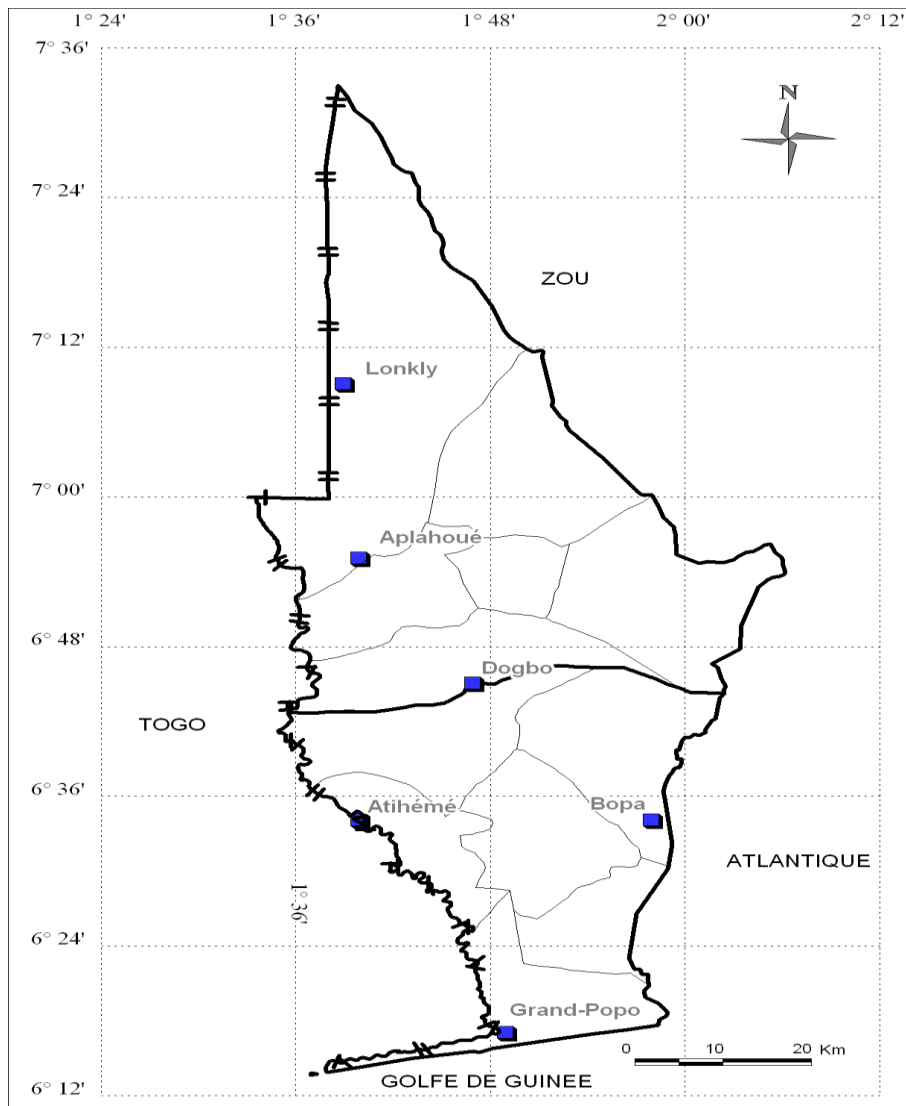 1° 24' 1° 36' 1° 48' 2° 00' 2° 12'
7° 36'
N
7° 24'
ZOU
7° 12'
Lonkly
7° 00'
Aplahoué
6° 48'
Dogbo
TOGO
6° 36'
Atihémé
Bopa
ATLANTIQUE
1° 36'
6° 24'
Grand-Popo
0 10 20 Km
GOLFE DE GUINEE
6° 12'